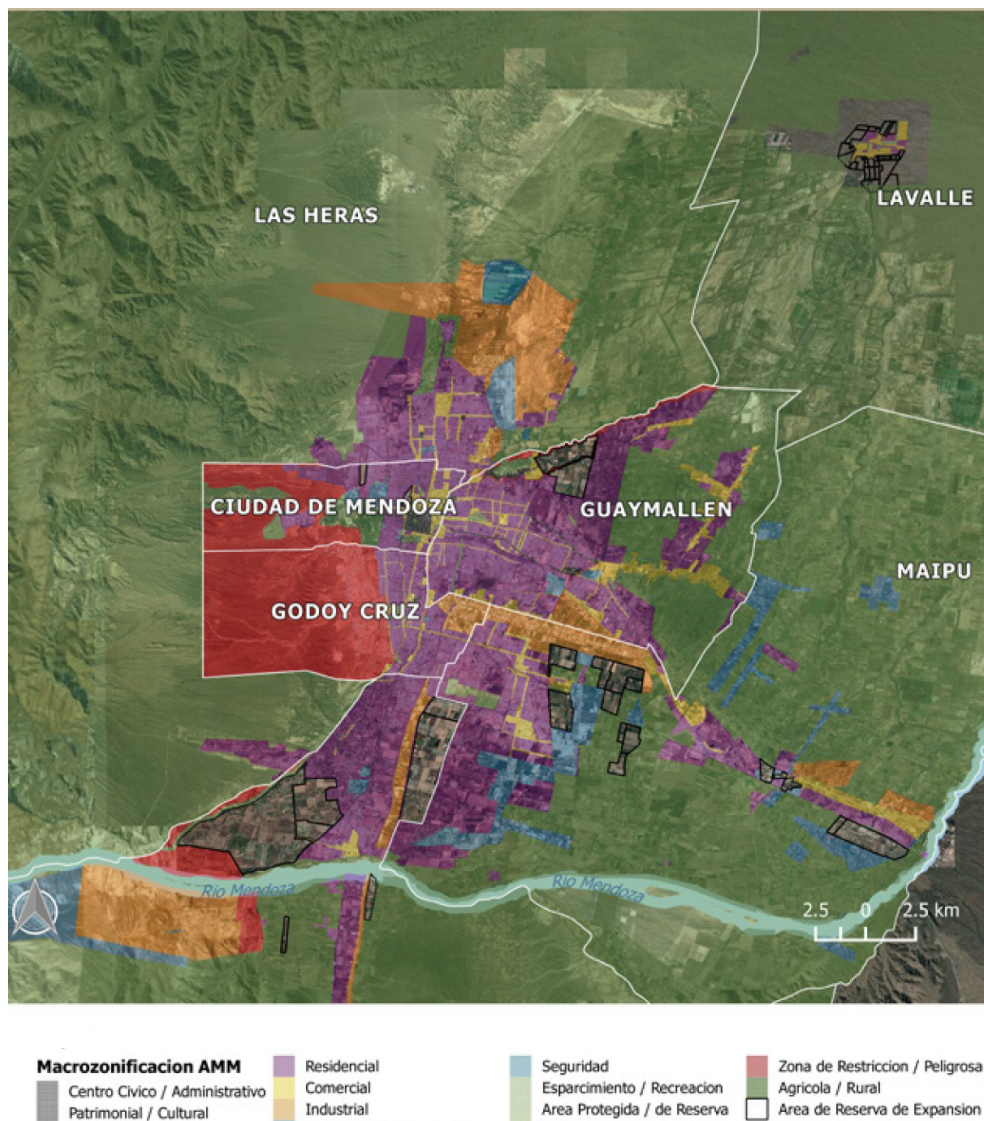 LAS HERAS
LAVALLE
CIUDAD DE MENDOZA
GUAYMALLEN
MAIPU
GODOY CRUZ
Río Mendoza
Río Mendoza
2.5 0 2.5 km
Macrozonificacion AMM
Centro Civico / Administrativo
Patrimonial / Cultural
Residencial
Comercial
Industrial
Seguridad
Esparcimiento / Recreacion
Area Protegida / de Reserva
Zona de Restriccion / Peligrosa
Agricola / Rural
Area de Reserva de Expansion